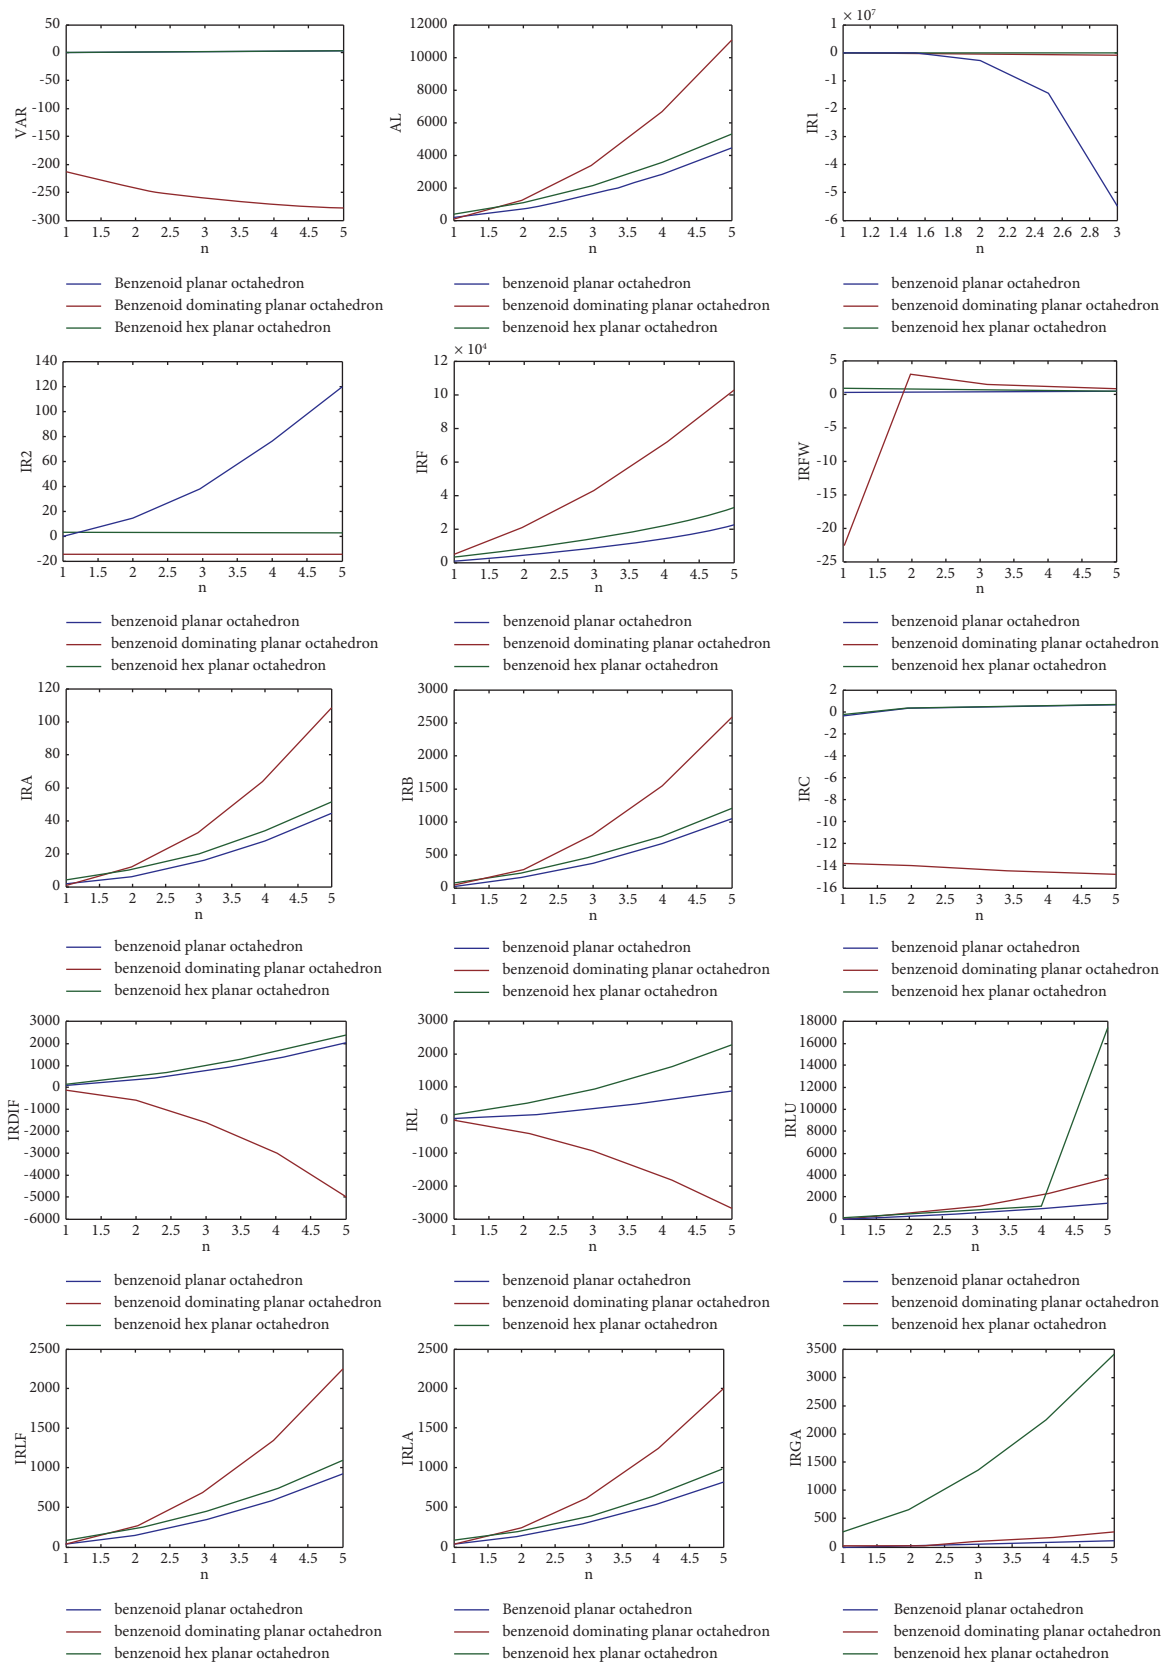 50
0
-50
-100
-150
-200
-250
-300
VAR
1 1.5 2 2.5 3 3.5 4 4.5 5
n
Benzenoid planar octahedron
Benzenoid dominating planar octahedron
Benzenoid hex planar octahedron
12000
10000
8000
6000
4000
2000
0
AL
1 1.5 2 2.5 3 3.5 4 4.5 5
n
benzenoid planar octahedron
benzenoid dominating planar octahedron
benzenoid hex planar octahedron
× 10⁷
1
0
-1
-2
-3
-4
-5
-6
IR1
1 1.2 1.4 1.6 1.8 2 2.2 2.4 2.6 2.8 3
n
benzenoid planar octahedron
benzenoid dominating planar octahedron
benzenoid hex planar octahedron
140
120
100
80
60
40
20
0
-20
IR2
1 1.5 2 2.5 3 3.5 4 4.5 5
n
benzenoid planar octahedron
benzenoid dominating planar octahedron
benzenoid hex planar octahedron
× 10⁴
12
10
8
6
4
2
0
IRF
1 1.5 2 2.5 3 3.5 4 4.5 5
n
benzenoid planar octahedron
benzenoid dominating planar octahedron
benzenoid hex planar octahedron
5
0
-5
-10
-15
-20
-25
IRFW
1 1.5 2 2.5 3 3.5 4 4.5 5
n
benzenoid planar octahedron
benzenoid dominating planar octahedron
benzenoid hex planar octahedron
120
100
80
60
40
20
0
IRA
1 1.5 2 2.5 3 3.5 4 4.5 5
n
benzenoid planar octahedron
benzenoid dominating planar octahedron
benzenoid hex planar octahedron
3000
2500
2000
1500
1000
500
0
IRB
1 1.5 2 2.5 3 3.5 4 4.5 5
n
benzenoid planar octahedron
benzenoid dominating planar octahedron
benzenoid hex planar octahedron
2
0
-2
-4
-6
-8
-10
-12
-14
-16
IRC
1 1.5 2 2.5 3 3.5 4 4.5 5
n
benzenoid planar octahedron
benzenoid dominating planar octahedron
benzenoid hex planar octahedron
3000
2000
1000
0
-1000
-2000
-3000
-4000
-5000
-6000
IRDIF
1 1.5 2 2.5 3 3.5 4 4.5 5
n
benzenoid planar octahedron
benzenoid dominating planar octahedron
benzenoid hex planar octahedron
3000
2000
1000
0
-1000
-2000
-3000
IRL
1 1.5 2 2.5 3 3.5 4 4.5 5
n
benzenoid planar octahedron
benzenoid dominating planar octahedron
benzenoid hex planar octahedron
18000
16000
14000
12000
10000
8000
6000
4000
2000
0
IRLU
1 1.5 2 2.5 3 3.5 4 4.5 5
n
benzenoid planar octahedron
benzenoid dominating planar octahedron
benzenoid hex planar octahedron
2500
2000
1500
1000
500
0
IRLF
1 1.5 2 2.5 3 3.5 4 4.5 5
n
benzenoid planar octahedron
benzenoid dominating planar octahedron
benzenoid hex planar octahedron
2500
2000
1500
1000
500
0
IRLA
1 1.5 2 2.5 3 3.5 4 4.5 5
n
Benzenoid planar octahedron
benzenoid dominating planar octahedron
benzenoid hex planar octahedron
3500
3000
2500
2000
1500
1000
500
0
IRGA
1 1.5 2 2.5 3 3.5 4 4.5 5
n
Benzenoid planar octahedron
benzenoid dominating planar octahedron
benzenoid hex planar octahedron